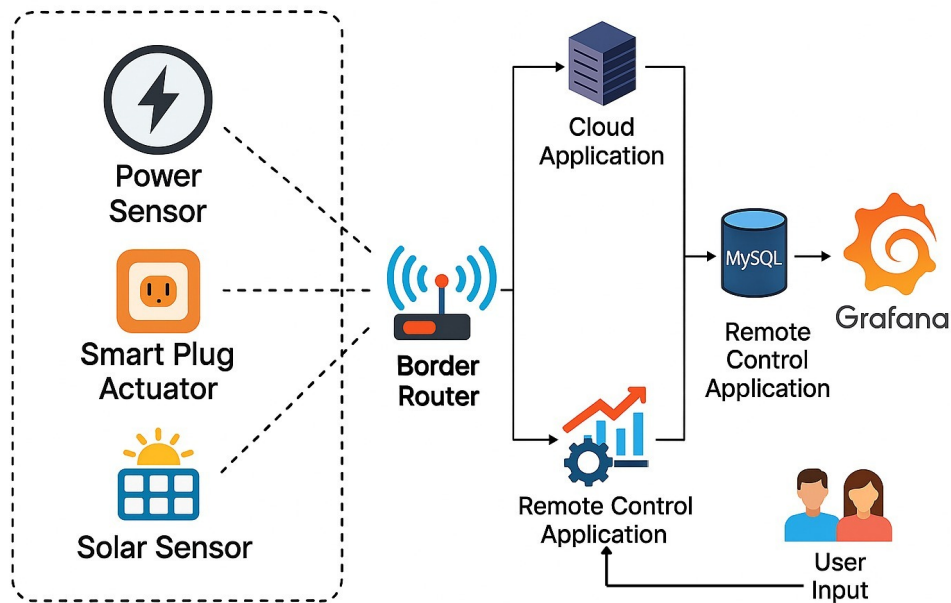 Power
Sensor
Smart Plug
Actuator
Solar Sensor
Border
Router
Cloud
Application
Remote Control
Application
MySQL
Remote
Control
Application
Grafana
User
Input